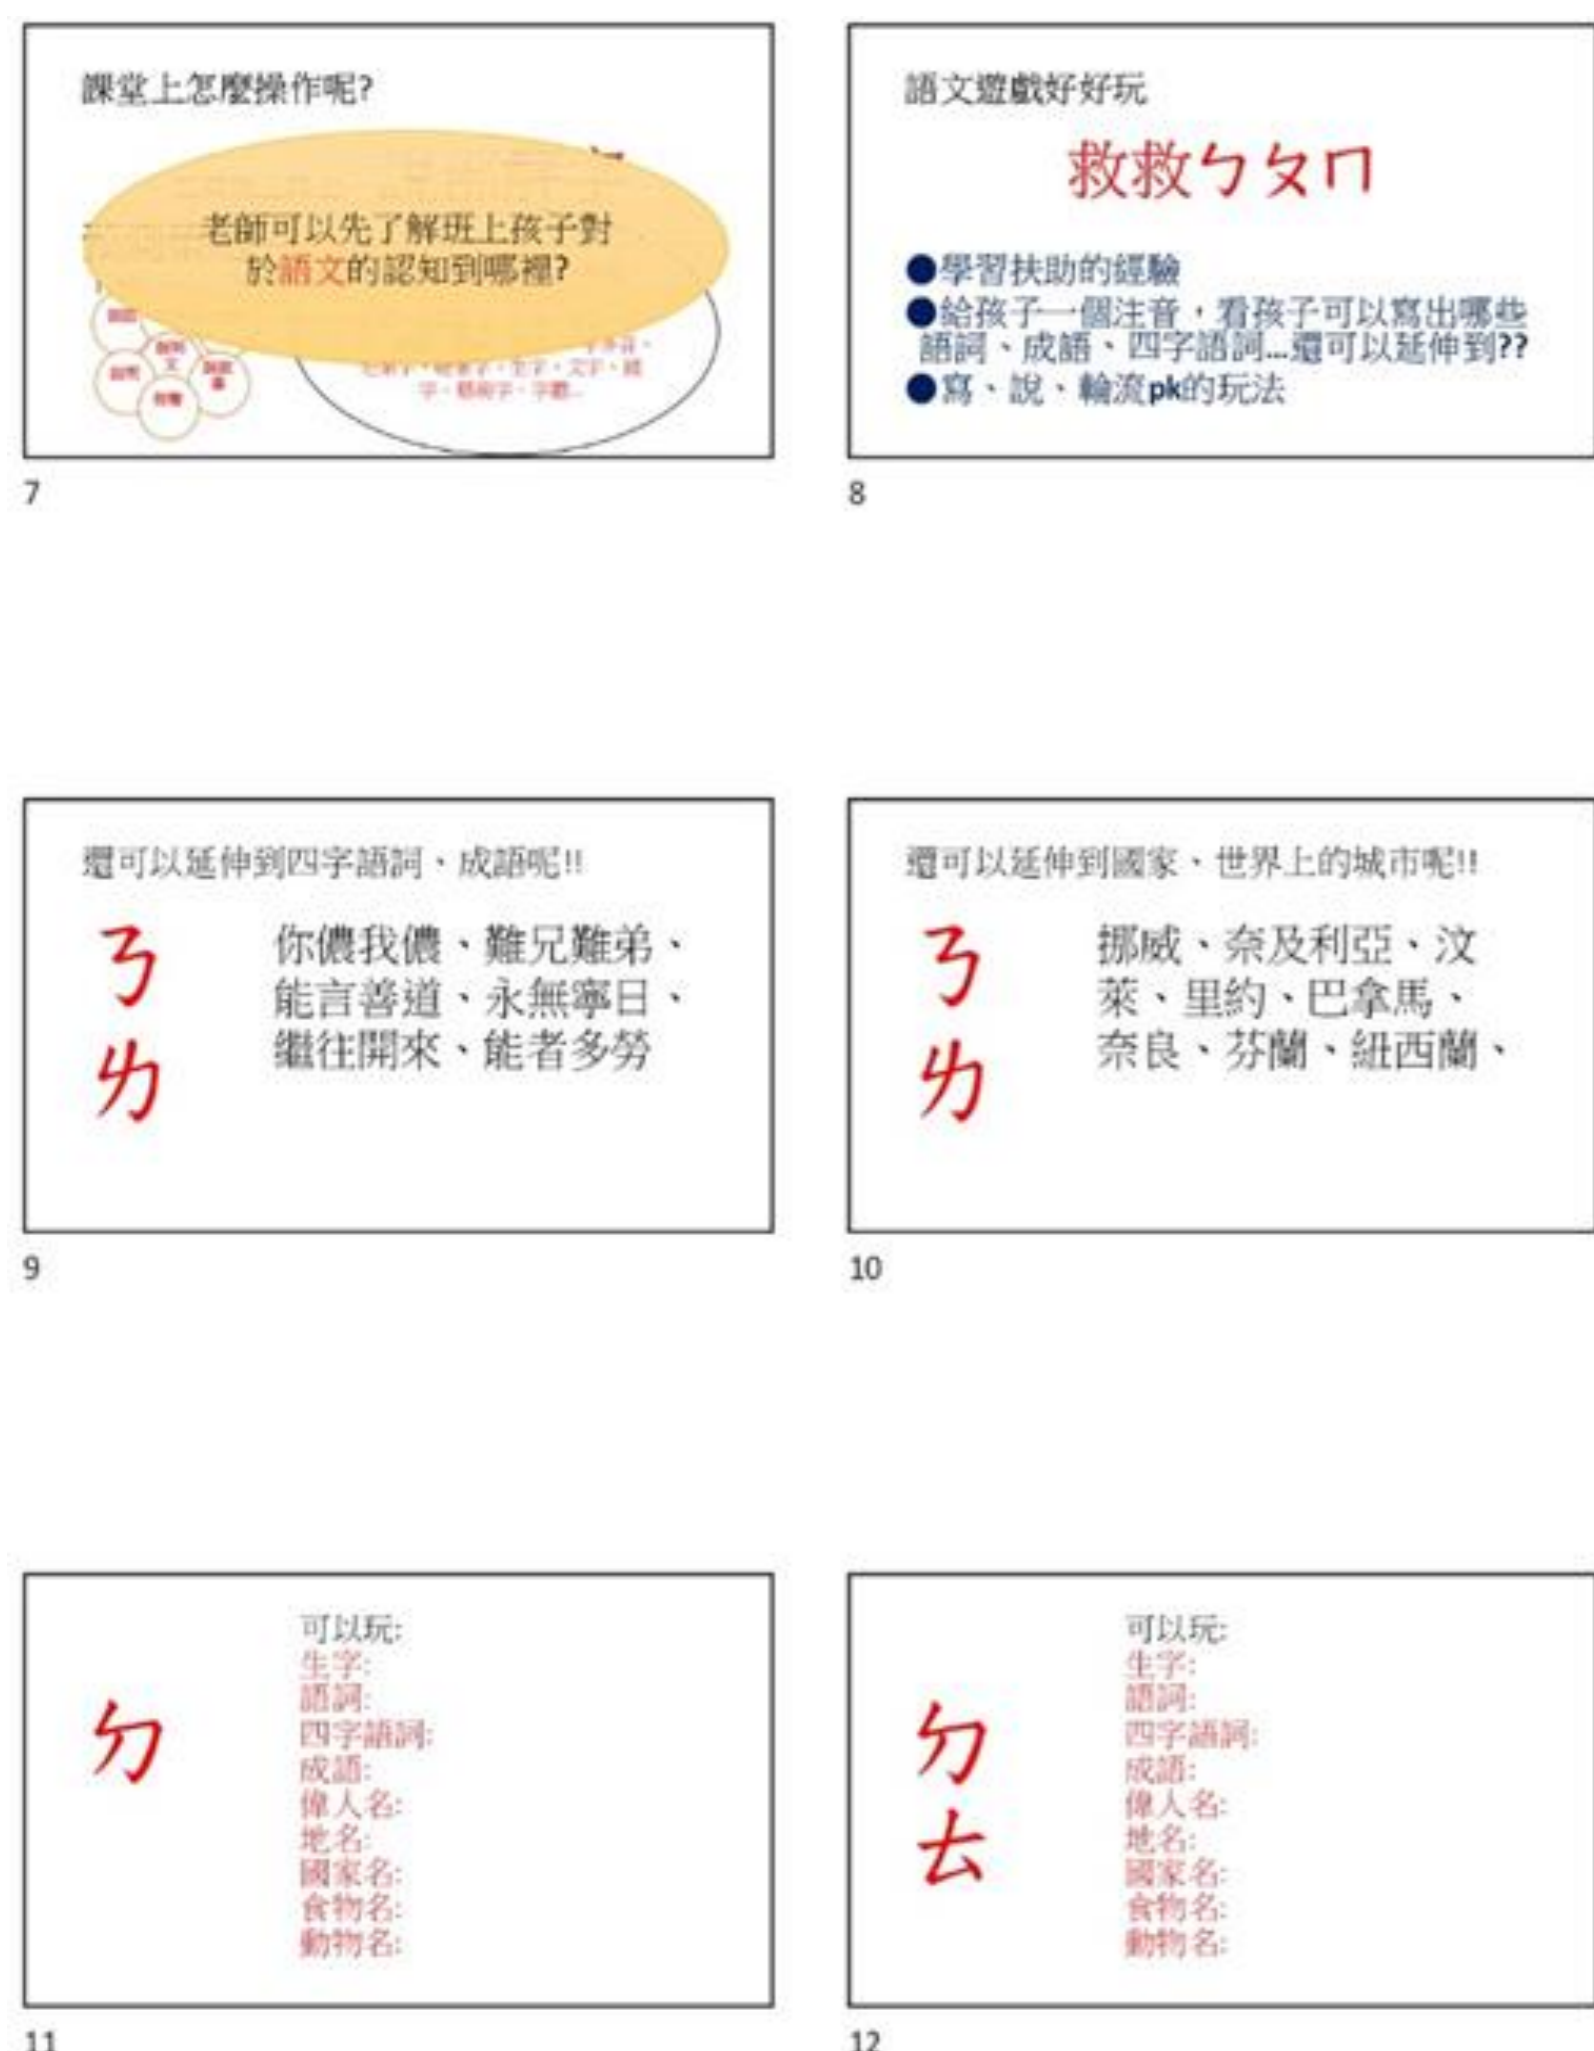 課堂上怎麼操作呢?
老師可以先了解班上孩子對
於語文的認知到哪裡?
字、藝術字、字體...
7
語文遊戲好好玩
救救ㄅㄆㄇ
●學習扶助的經驗
●給孩子一個注音，看孩子可以寫出哪些
語詞、成語、四字語詞...還可以延伸到??
●寫、說、輪流pk的玩法
8
還可以延伸到四字語詞、成語呢!!
ㄋ
ㄌ
你儂我儂、難兄難弟、
能言善道、永無寧日、
繼往開來、能者多勞
9
還可以延伸到國家、世界上的城市呢!!
ㄋ
ㄌ
挪威、奈及利亞、汶
萊、里約、巴拿馬、
奈良、芬蘭、紐西蘭、
10
ㄉ
可以玩:
生字:
語詞:
四字語詞:
成語:
偉人名:
地名:
國家名:
食物名:
動物名:
11
ㄉ
ㄊ
可以玩:
生字:
語詞:
四字語詞:
成語:
偉人名:
地名:
國家名:
食物名:
動物名:
12